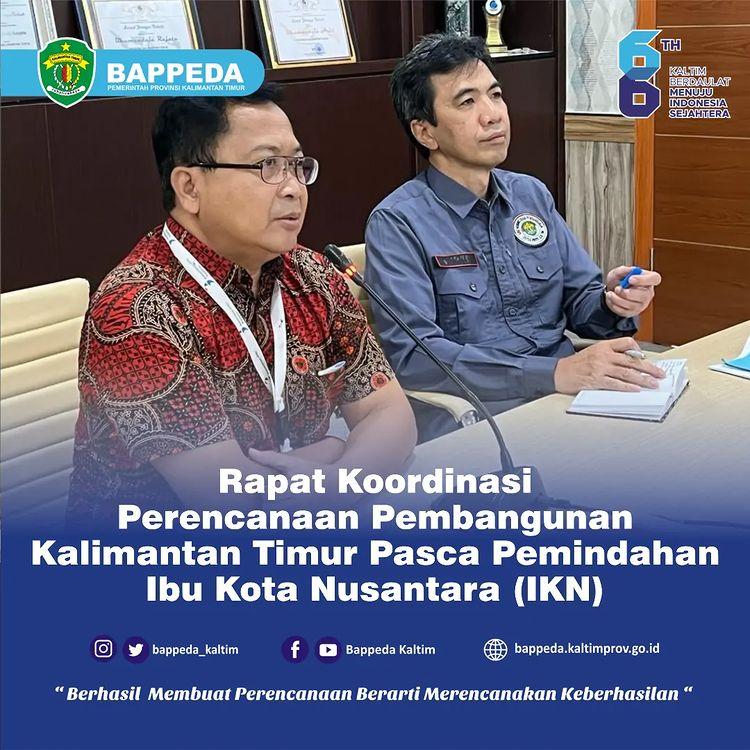 BAPPEDA
PEMERINTAH PROVINSI KALIMANTAN TIMUR
66TH
KALTIM
BERDAULAT
MENUJU
INDONESIA
SEJAHTERA
Rapat Koordinasi
Perencanaan Pembangunan
Kalimantan Timur Pasca Pemindahan
Ibu Kota Nusantara (IKN)
bappeda_kaltim
Bappeda Kaltim
bappeda.kaltimprov.go.id
“ Berhasil Membuat Perencanaan Berarti Merencanakan Keberhasilan “